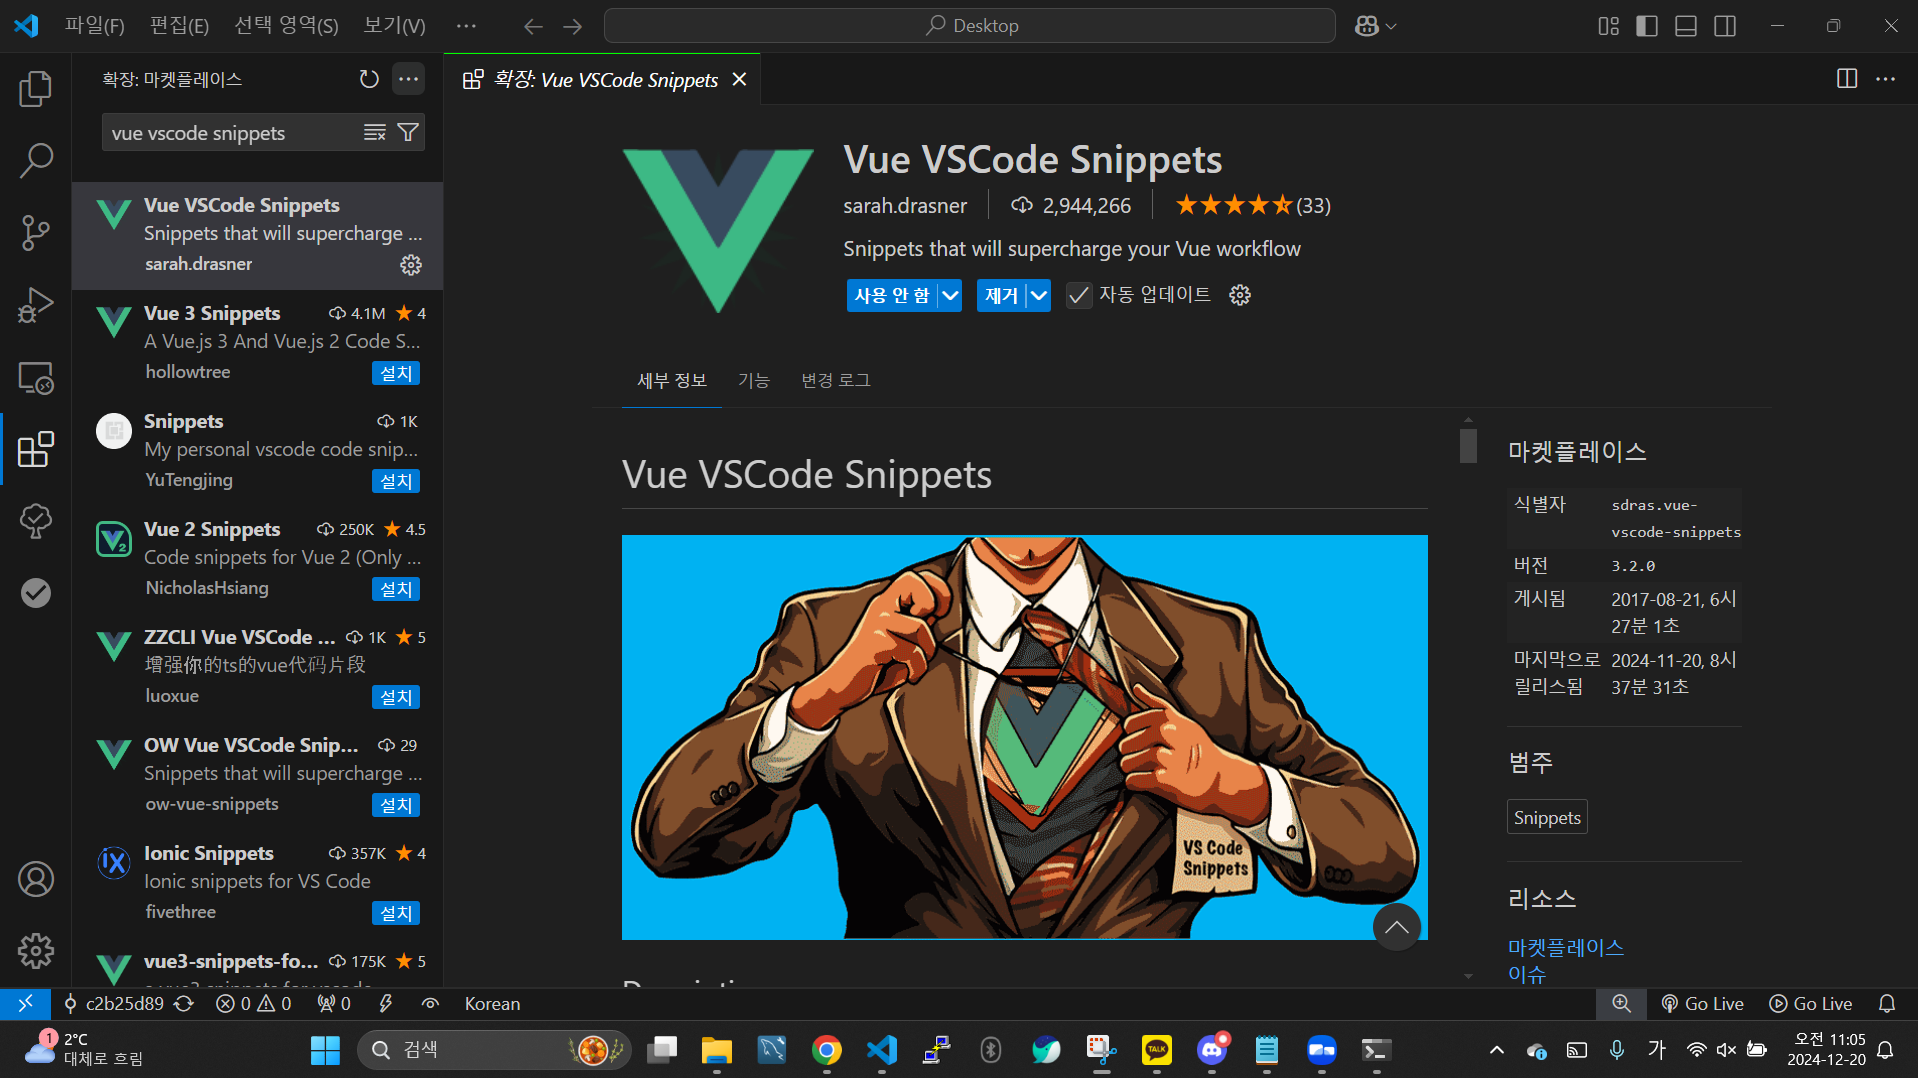 파일(F) 편집(E) 선택 영역(S) 보기(V) ··· Desktop
확장: 마켓플레이스
확장: Vue VSCode Snippets
vue vscode snippets
Vue VSCode Snippets
Snippets that will supercharge ...
sarah.drasner
Vue 3 Snippets 4.1M 4
A Vue.js 3 And Vue.js 2 Code S...
hollowtree 설치
Snippets 1K
My personal vscode code snip...
YuTengjing 설치
Vue 2 Snippets 250K 4.5
Code snippets for Vue 2 (Only ...
NicholasHsiang 설치
ZZCLI Vue VSCode ... 1K 5
增强你的ts的vue代码片段
luoxue 설치
OW Vue VSCode Snip... 29
Snippets that will supercharge ...
ow-vue-snippets 설치
Ionic Snippets 357K 4
Ionic snippets for VS Code
fivethree 설치
vue3-snippets-fo... 175K 5
Vue VSCode Snippets
sarah.drasner 2,944,266 (33)
Snippets that will supercharge your Vue workflow
사용 안 함 제거 자동 업데이트
세부 정보 기능 변경 로그
Vue VSCode Snippets
VS Code
Snippets
마켓플레이스
식별자 sdras.vue-
vscode-snippets
버전 3.2.0
게시됨 2017-08-21, 6시
27분 1초
마지막으로 2024-11-20, 8시
릴리스됨 37분 31초
범주
Snippets
리소스
마켓플레이스
이슈
c2b25d89 0 0 0 Korean Go Live Go Live
1 2°C
대체로 흐림
검색
TALK
가
오전 11:05
2024-12-20